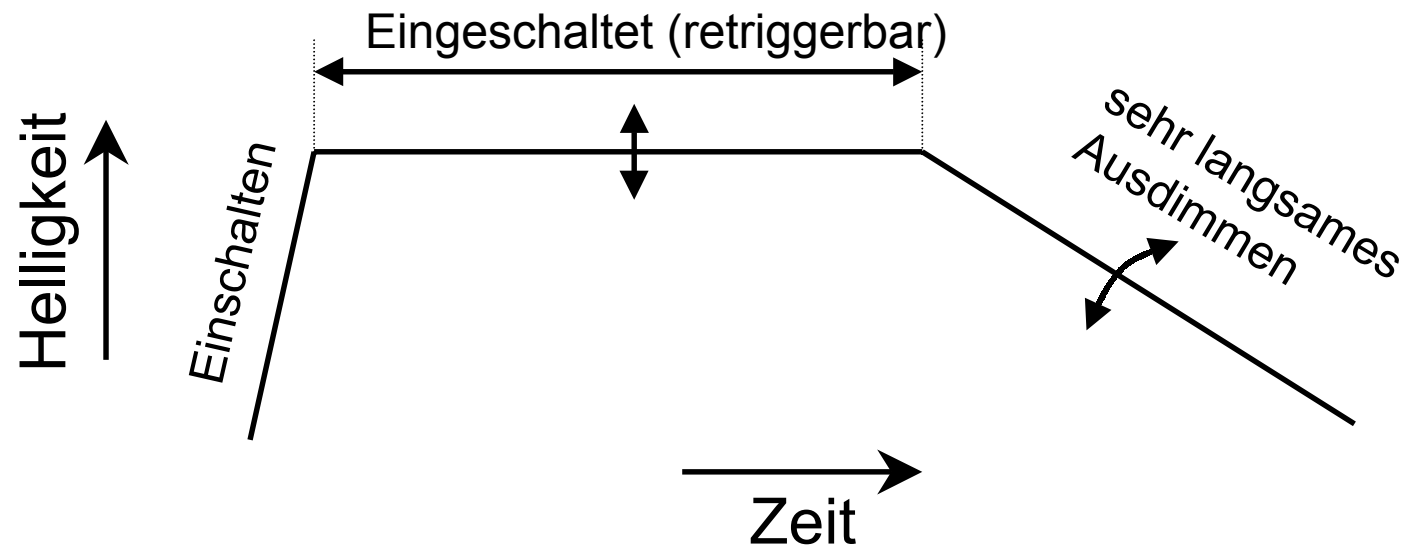 Eingeschaltet (retriggerbar)
Helligkeit
Einschalten
sehr langsames
Ausdimmen
Zeit